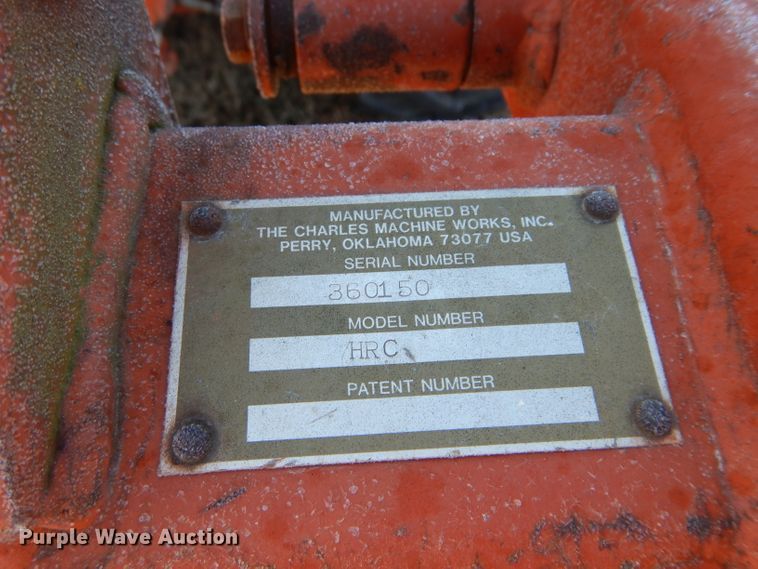 MANUFACTURED BY
THE CHARLES MACHINE WORKS, INC.
PERRY, OKLAHOMA 73077 USA
SERIAL NUMBER
360150
MODEL NUMBER
HRC
PATENT NUMBER
Purple Wave Auction®